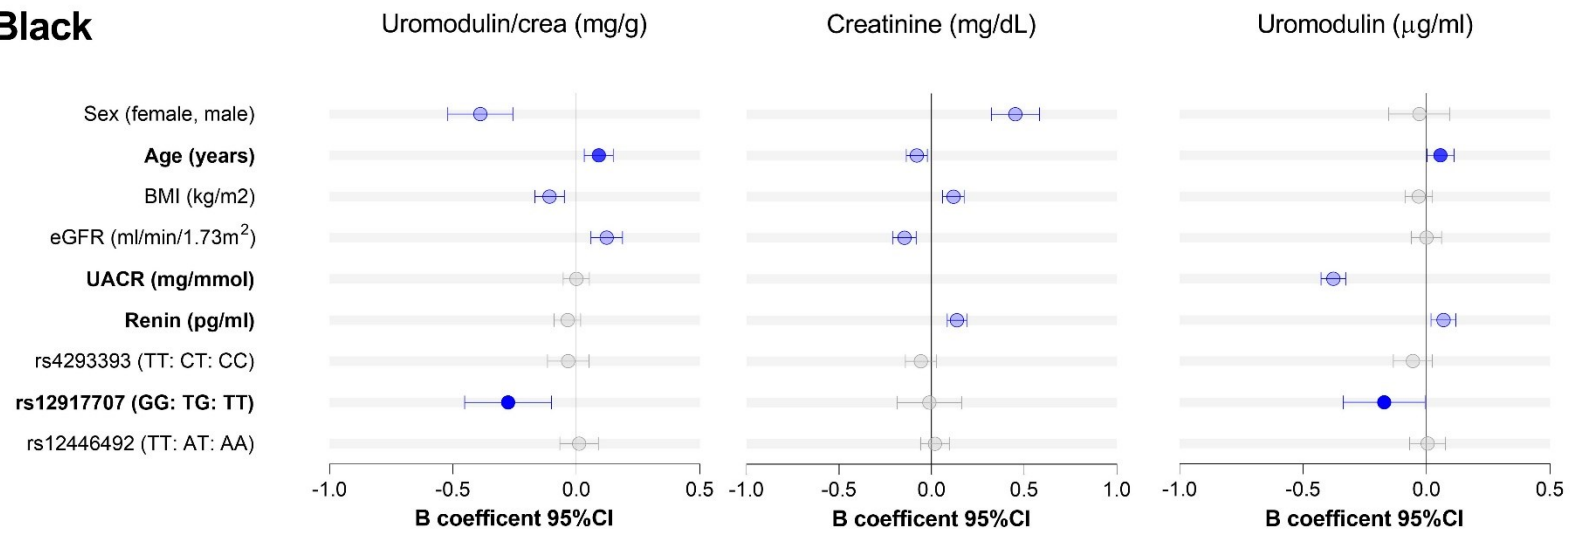 Black
Uromodulin/crea (mg/g) Creatinine (mg/dL) Uromodulin (μg/ml)
Sex (female, male)
Age (years)
BMI (kg/m2)
eGFR (ml/min/1.73m²)
UACR (mg/mmol)
Renin (pg/ml)
rs4293393 (TT: CT: CC)
rs12917707 (GG: TG: TT)
rs12446492 (TT: AT: AA)
-1.0 -0.5 0.0 0.5 -1.0 -0.5 0.0 0.5 1.0 -1.0 -0.5 0.0 0.5
B coefficent 95%CI B coefficent 95%CI B coefficent 95%CI